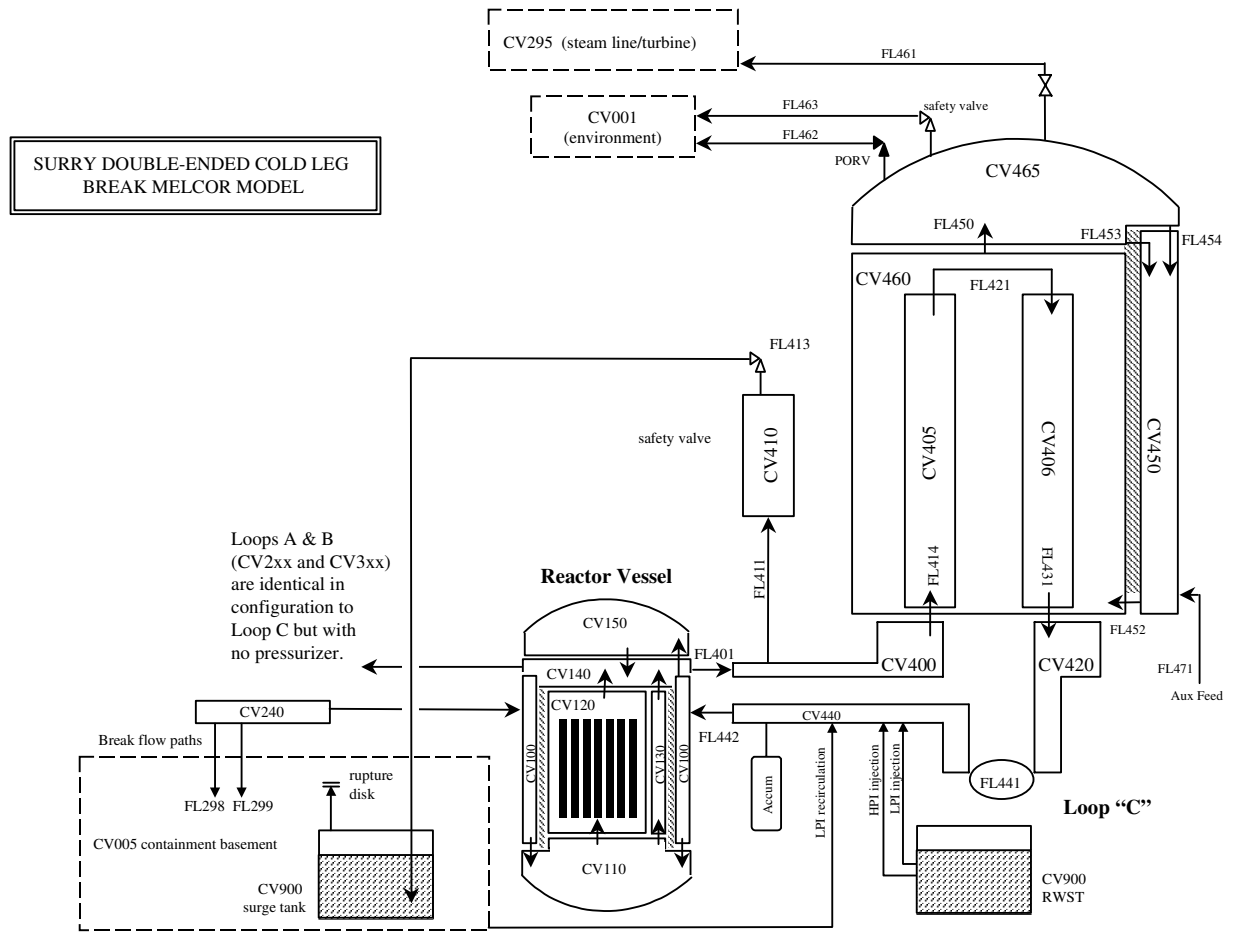 CV295 (steam line/turbine)
FL461
CV001
(environment)
FL463
FL462
safety valve
PORV
SURRY DOUBLE-ENDED COLD LEG
BREAK MELCOR MODEL
CV465
FL450
FL453
FL454
CV460
FL421
CV405
CV406
CV450
FL414
FL431
FL413
safety valve
CV410
FL411
Loops A & B
(CV2xx and CV3xx)
are identical in
configuration to
Loop C but with
no pressurizer.
Reactor Vessel
CV150
FL401
CV400
CV420
FL452
FL471
Aux Feed
CV140
CV120
CV100
CV130
CV100
CV110
CV240
FL442
CV440
Accum
LPI recirculation
HPI injection
LPI injection
FL441
Loop “C”
Break flow paths
FL298
FL299
rupture
disk
CV005 containment basement
CV900
surge tank
CV900
RWST